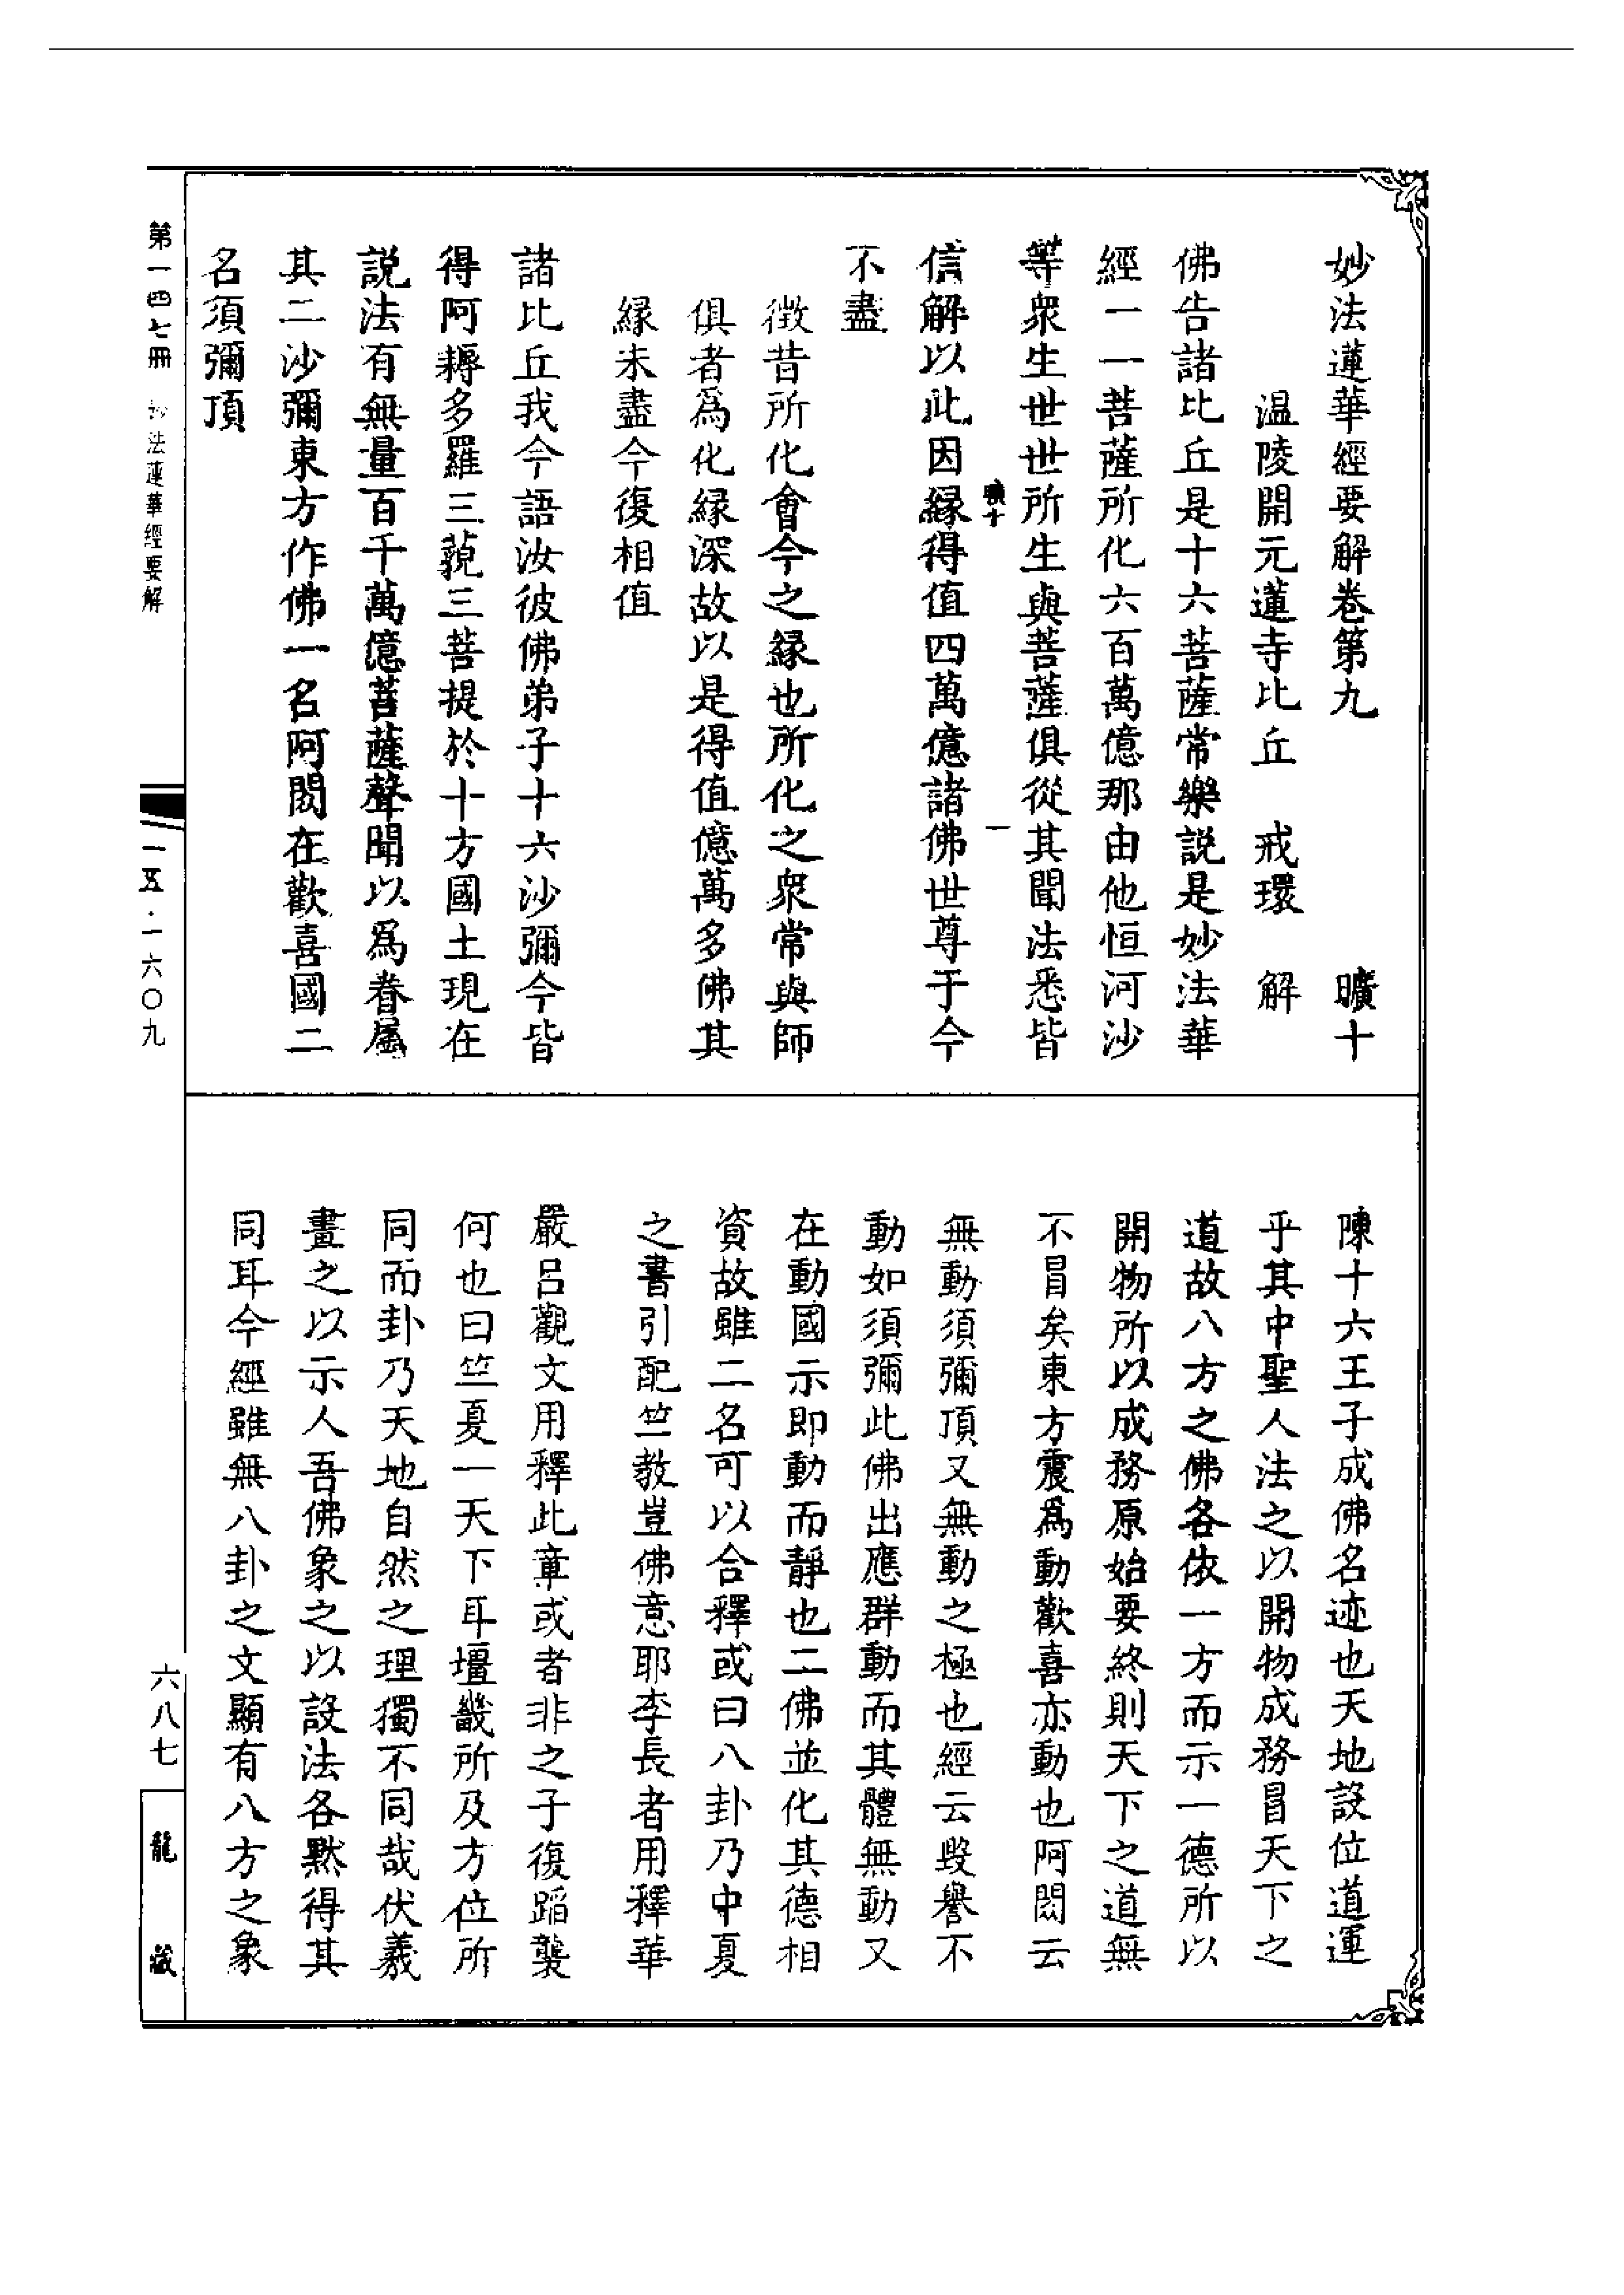 妙法蓮華經要解卷第九 曠十
温陵開元蓮寺比丘 戒環 解
佛告諸比丘是十六菩薩常樂説是妙法華
經一一菩薩所化六百萬億那由他恒河沙
等衆生世世所生與菩薩俱從其聞法悉皆
曠十 一
信解以此因緣得值四萬億諸佛世尊于今
不盡
徴昔所化會今之緣也所化之衆常與師
俱者爲化緣深故以是得值億萬多佛其
緣未盡今復相值
諸比丘我今語汝彼佛弟子十六沙彌今皆
得阿耨多羅三藐三菩提於十方國土現在
説法有無量百千萬億菩薩聲聞以爲眷屬
其二沙彌東方作佛一名阿閦在歡喜國二
名須彌頂
陳十六王子成佛名迹也天地設位道運
乎其中聖人法之以開物成務冒天下之
道故八方之佛各依一方而示一德所以
開物所以成務原始要終則天下之道無
不冒矣東方震爲動歡喜亦動也阿閦云
無動須彌頂又無動之極也經云毀譽不
動如須彌此佛出應群動而其體無動又
在動國示即動而靜也二佛並化其德相
資故雖二名可以合釋或曰八卦乃中夏
之書引配竺教豈佛意耶李長者用釋華
嚴呂觀文用釋此章或者非之子復蹈襲
何也曰竺夏一天下耳壇畿所及方位所
同而卦乃天地自然之理獨不同哉伏羲
畫之以示人吾佛象之以設法各默得其
同耳今經雖無八卦之文顯有八方之象
第一四七冊 妙法蓮華經要解
一五·一六〇九
六八七
龍藏